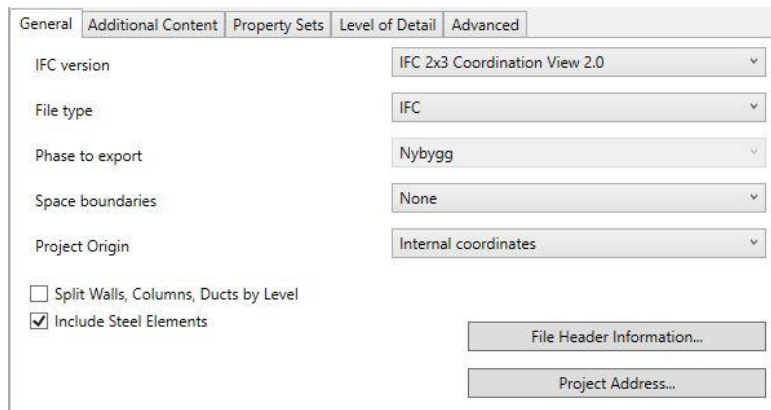 General Additional Content Property Sets Level of Detail Advanced
IFC version IFC 2x3 Coordination View 2.0
File type IFC
Phase to export Nybygg
Space boundaries None
Project Origin Internal coordinates
Split Walls, Columns, Ducts by Level
Include Steel Elements
File Header Information...
Project Address...